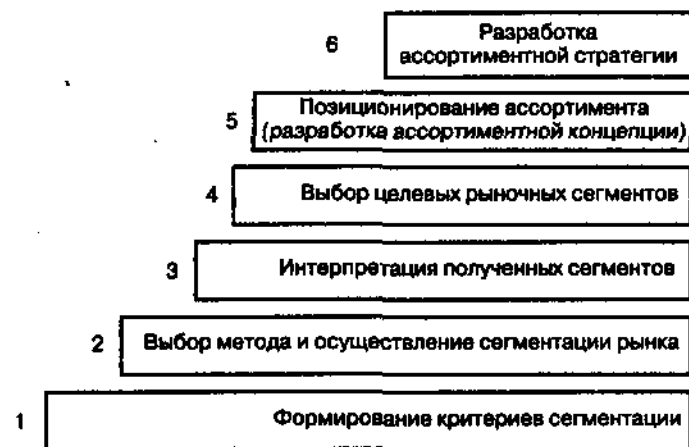 6
Разработка
ассортиментной стратегии
5
Позиционирование ассортимента
(разработка ассортиментной концепции)
4
Выбор целевых рыночных сегментов
3
Интерпретация полученных сегментов
2
Выбор метода и осуществление сегментации рынка
1
Формирование критериев сегментации